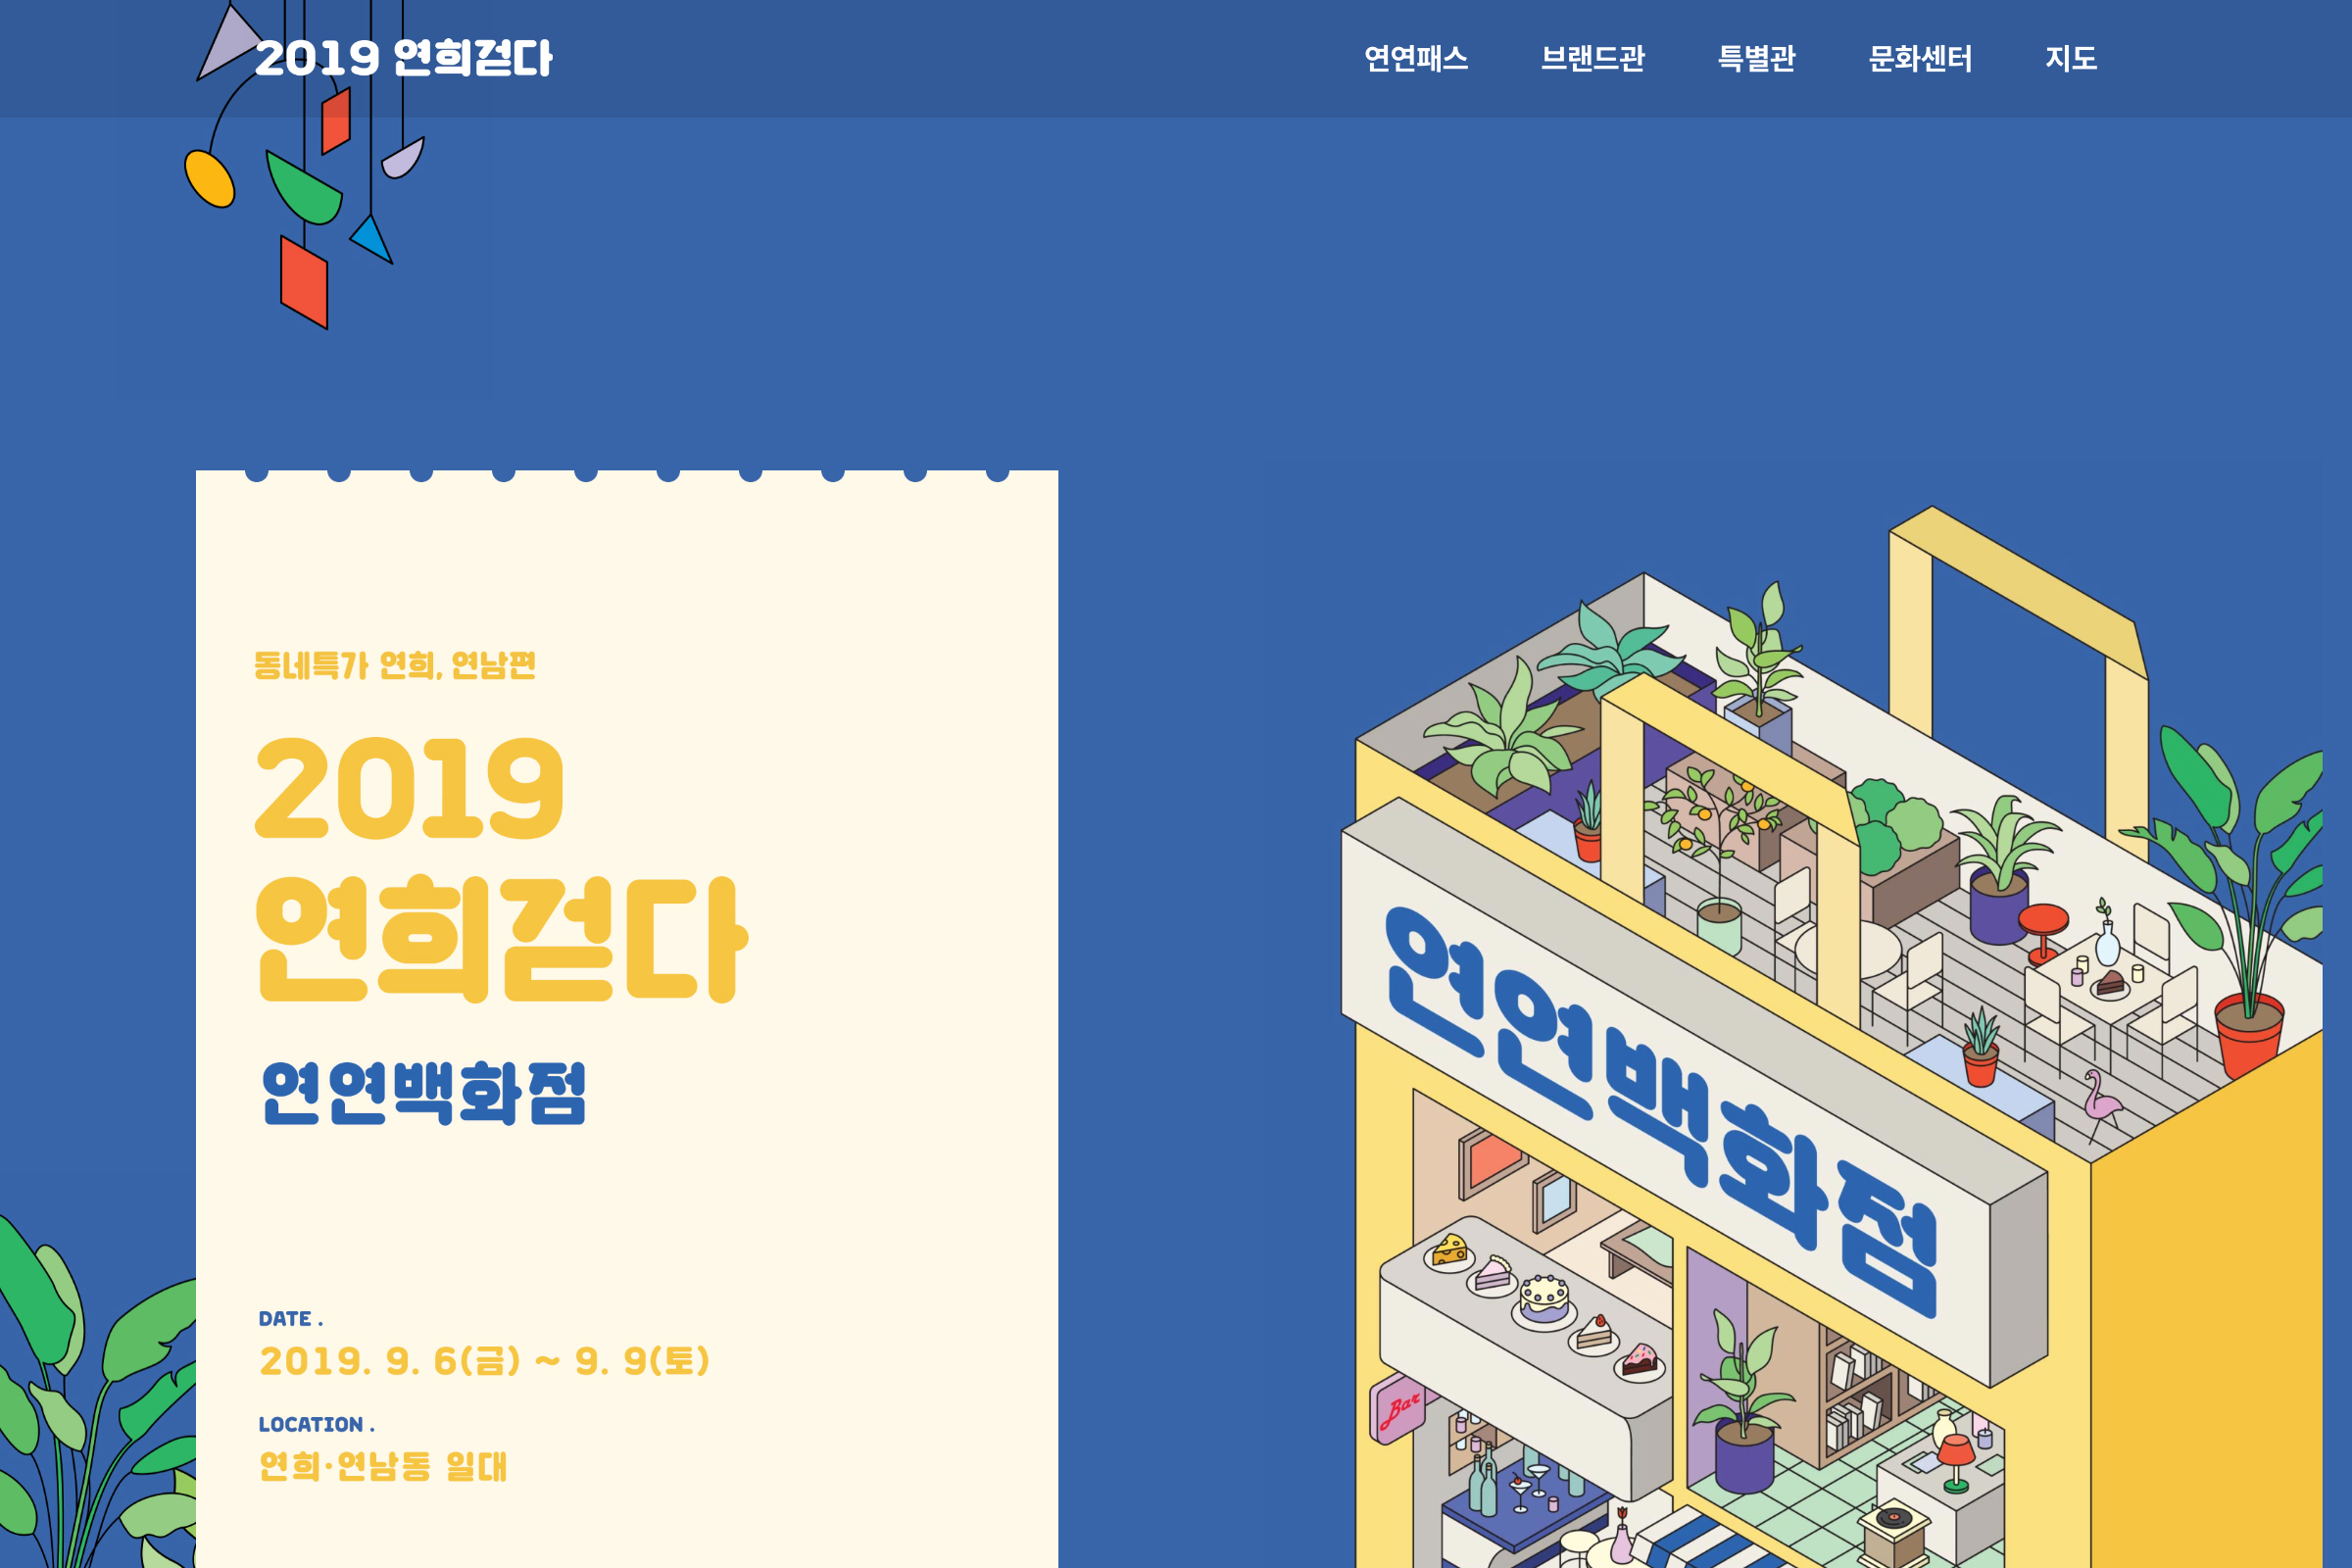 2019 연희걷다
연연패스 브랜드관 특별관 문화센터 지도
동네특가 연희, 연남편
2019
연희걷다
연연백화점
DATE .
2019. 9. 6(금) ~ 9. 9(토)
LOCATION .
연희·연남동 일대
연연백화점
Bar